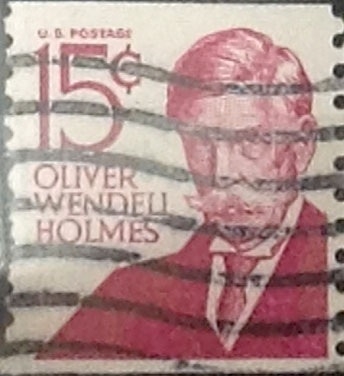 U.S. POSTAGE
15¢
OLIVER
WENDELL
HOLMES